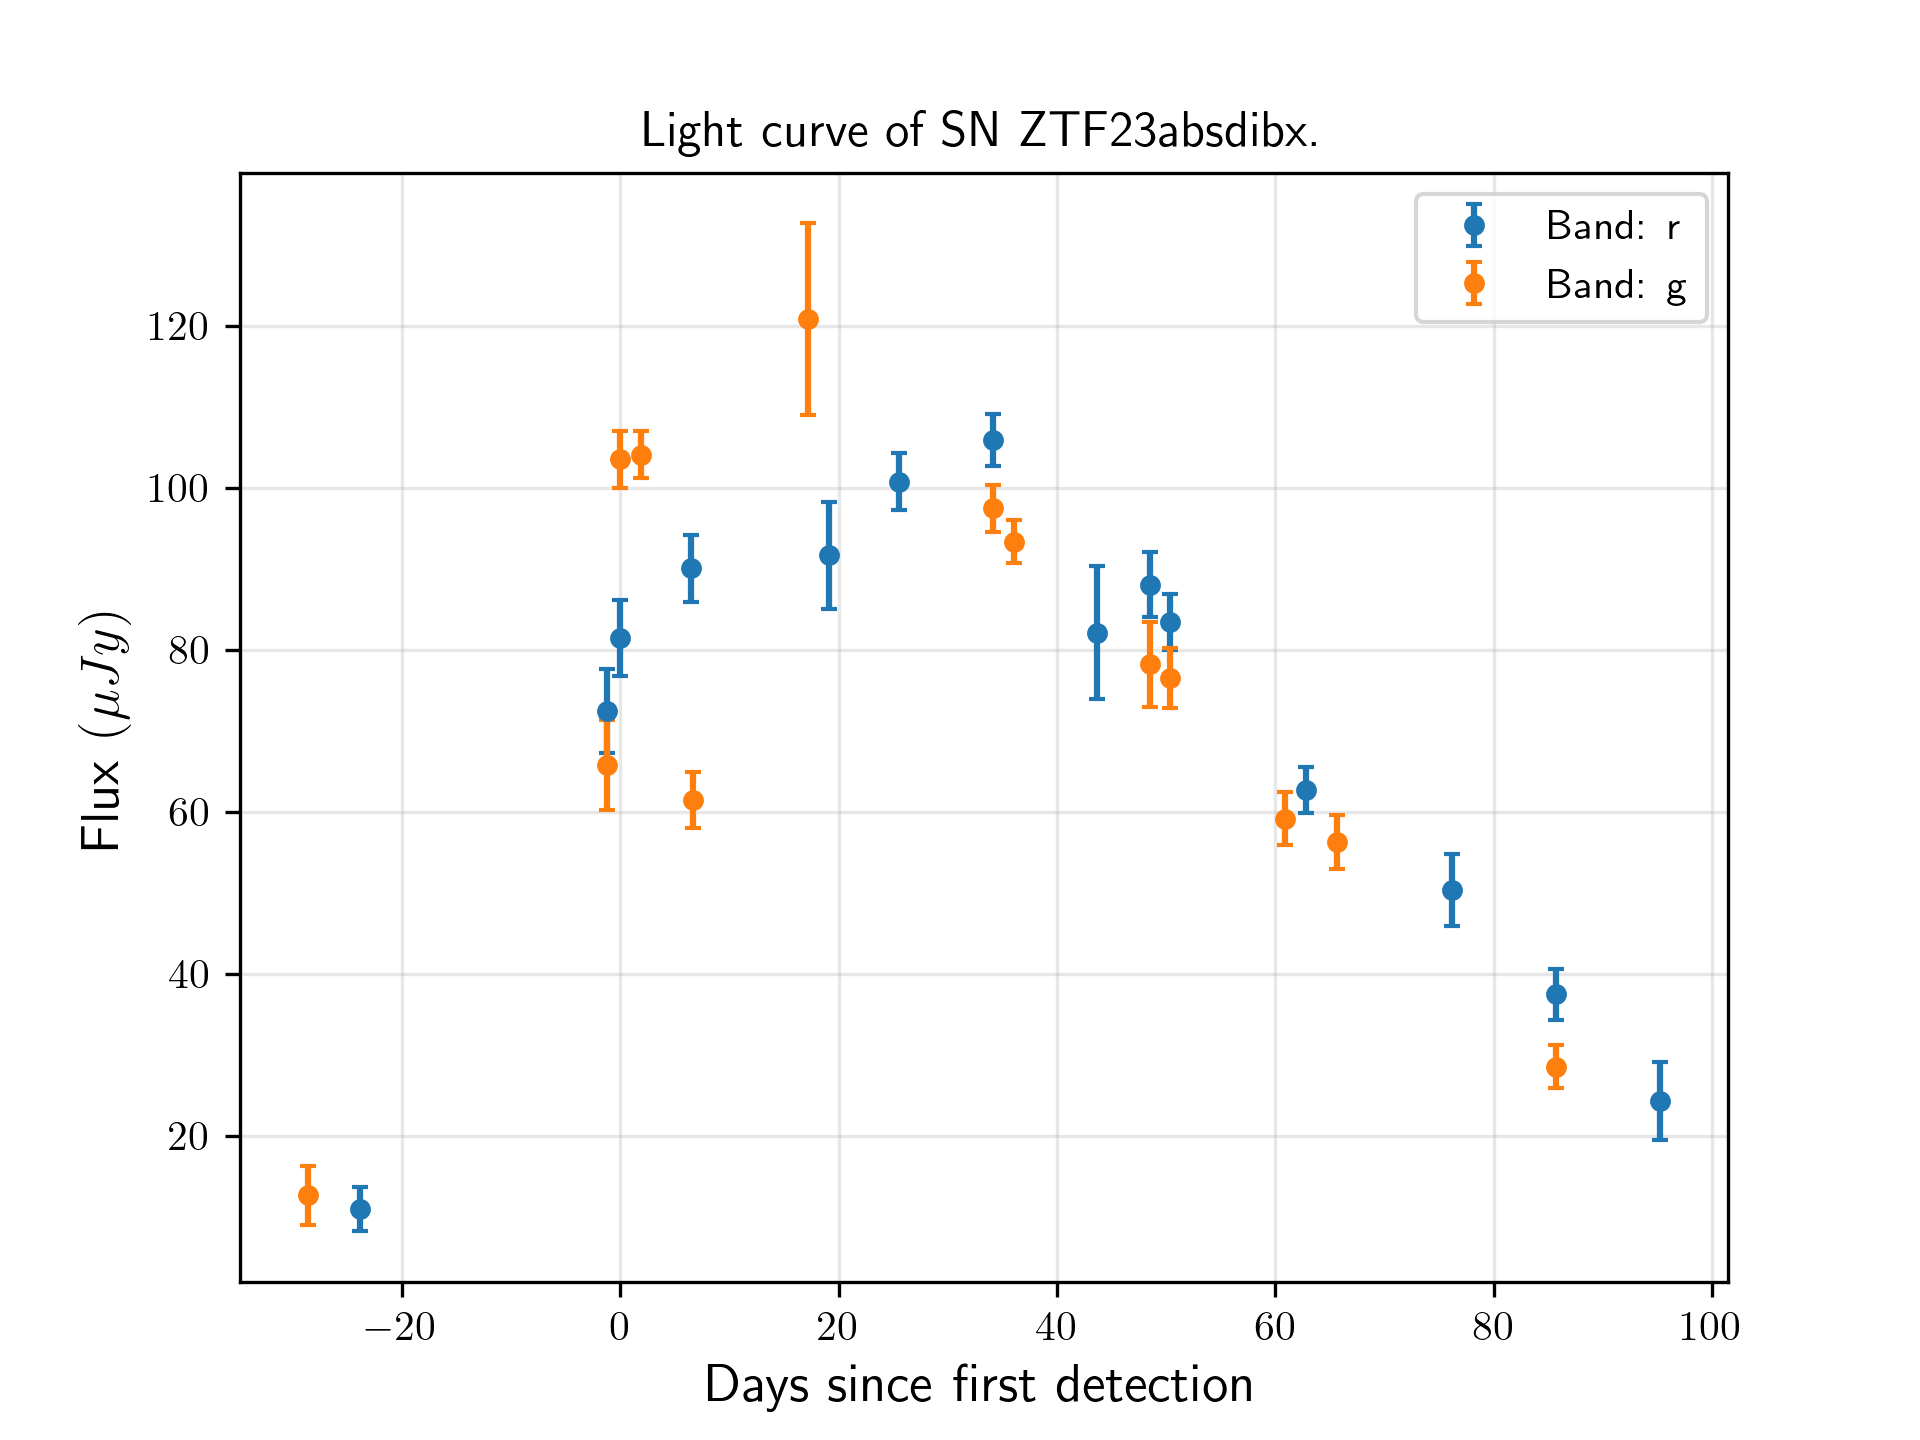 Light curve of SN ZTF23absdibx.
Band: r
Band: g
120
100
80
60
40
20
Flux (μJy)
−20 0 20 40 60 80 100
Days since first detection